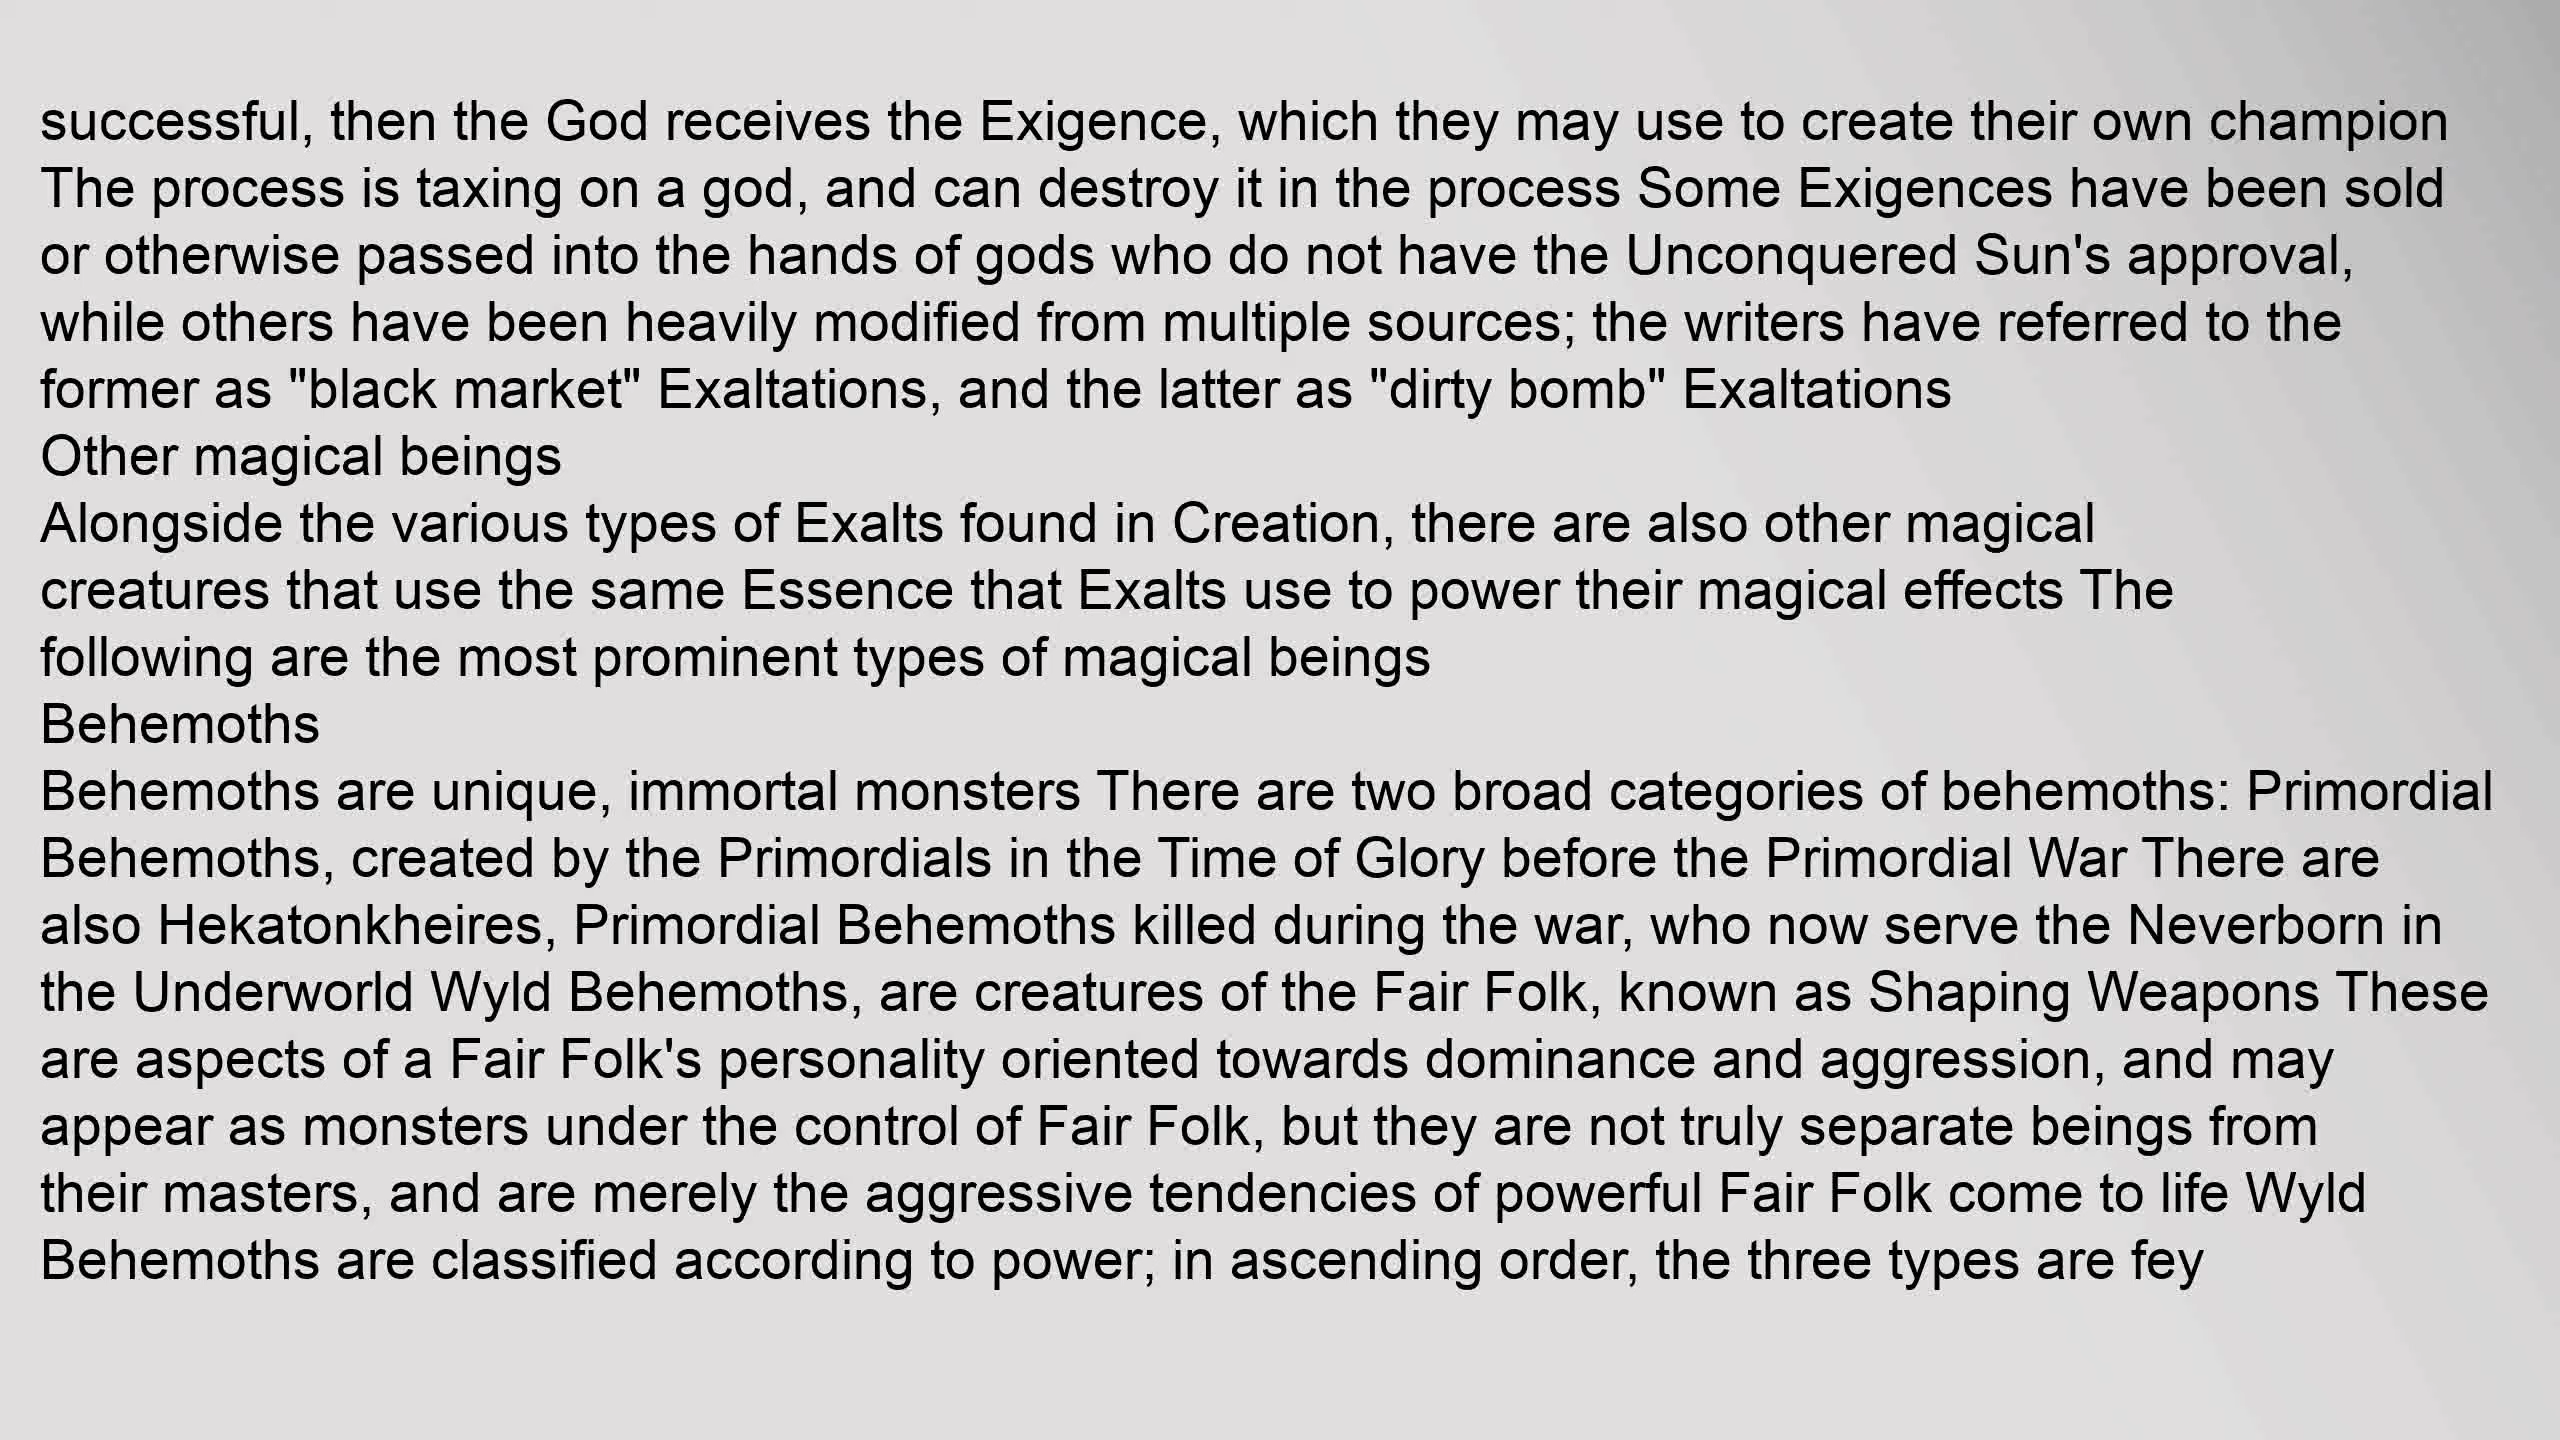 successful, then the God receives the Exigence, which they may use to create their own champion
The process is taxing on a god, and can destroy it in the process Some Exigences have been sold
or otherwise passed into the hands of gods who do not have the Unconquered Sun's approval,
while others have been heavily modified from multiple sources; the writers have referred to the
former as "black market" Exaltations, and the latter as "dirty bomb" Exaltations
Other magical beings
Alongside the various types of Exalts found in Creation, there are also other magical
creatures that use the same Essence that Exalts use to power their magical effects The
following are the most prominent types of magical beings
Behemoths
Behemoths are unique, immortal monsters There are two broad categories of behemoths: Primordial
Behemoths, created by the Primordials in the Time of Glory before the Primordial War There are
also Hekatonkheires, Primordial Behemoths killed during the war, who now serve the Neverborn in
the Underworld Wyld Behemoths, are creatures of the Fair Folk, known as Shaping Weapons These
are aspects of a Fair Folk's personality oriented towards dominance and aggression, and may
appear as monsters under the control of Fair Folk, but they are not truly separate beings from
their masters, and are merely the aggressive tendencies of powerful Fair Folk come to life Wyld
Behemoths are classified according to power; in ascending order, the three types are fey